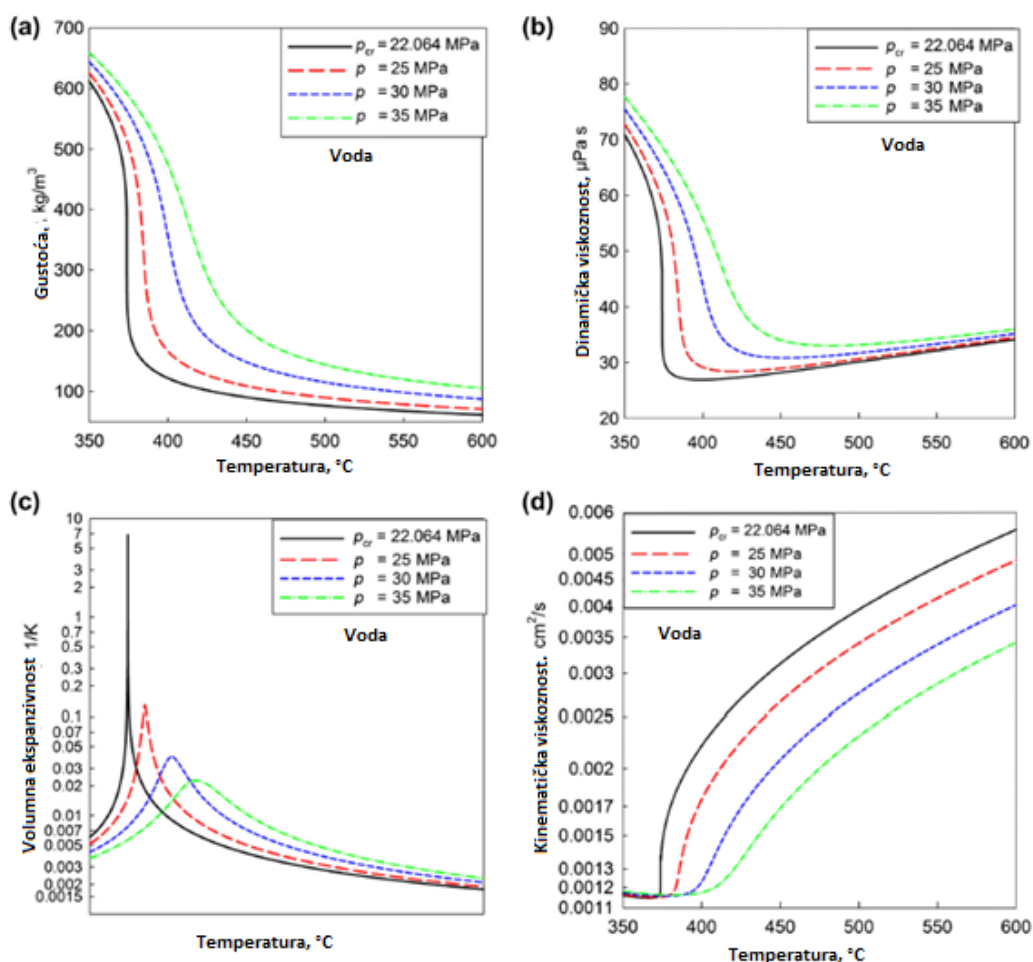 (a)
700
600
500
400
300
200
100
350 400 450 500 550 600
Gustoća, kg/m³
Temperatura, °C
p_cr = 22.064 MPa
p = 25 MPa
p = 30 MPa
p = 35 MPa
Voda
(b)
90
80
70
60
50
40
30
20
350 400 450 500 550 600
Dinamička viskoznost, μPa s
Temperatura, °C
p_cr = 22.064 MPa
p = 25 MPa
p = 30 MPa
p = 35 MPa
Voda
(c)
10
7
5
3
2
1
0.7
0.5
0.3
0.2
0.1
0.07
0.05
0.03
0.02
0.01
0.007
0.005
0.003
0.002
0.0015
Volumna ekspanzivnost 1/K
Temperatura, °C
p_cr = 22.064 MPa
p = 25 MPa
p = 30 MPa
p = 35 MPa
Voda
(d)
0.006
0.005
0.0045
0.004
0.0035
0.003
0.0025
0.002
0.0017
0.0015
0.0013
0.0012
0.0011
350 400 450 500 550 600
Kinematička viskoznost. cm²/s
Temperatura, °C
p_cr = 22.064 MPa
p = 25 MPa
p = 30 MPa
p = 35 MPa
Voda